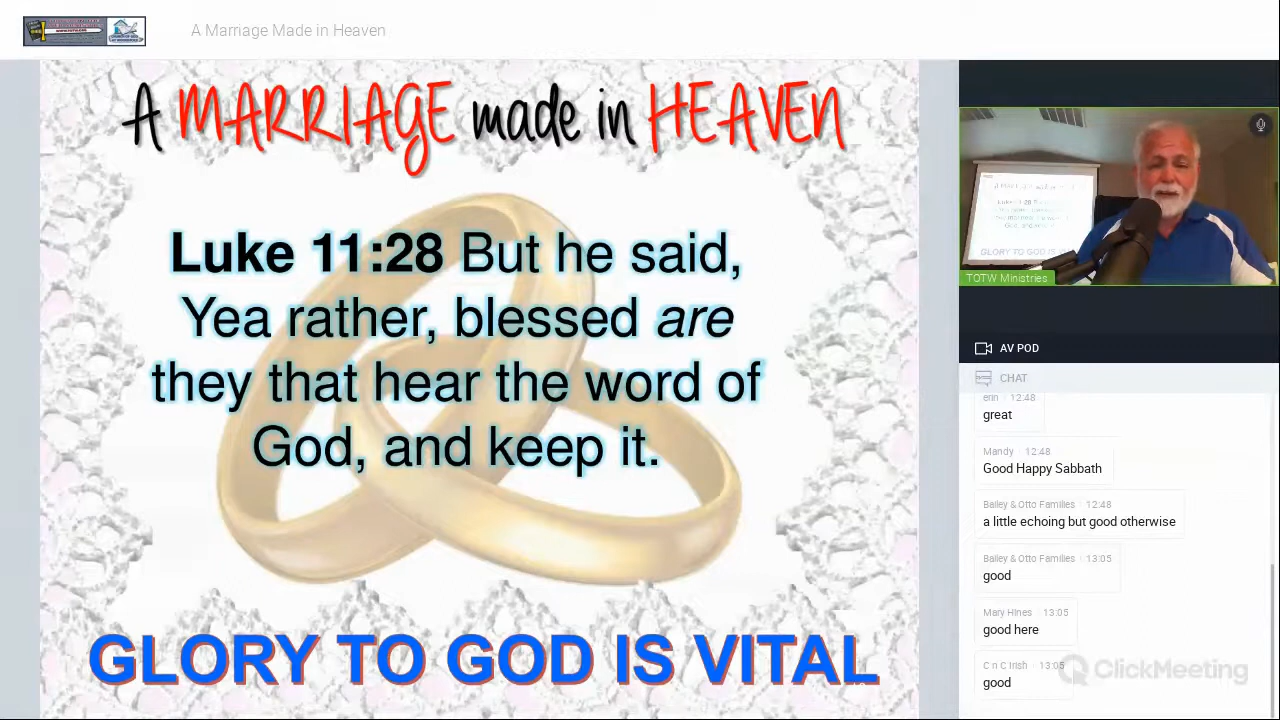 A Marriage Made in Heaven
A MARRIAGE made in HEAVEN
Luke 11:28 But he said,
Yea rather, blessed are
they that hear the word of
God, and keep it.
GLORY TO GOD IS VITAL
TOTW Ministries
AV POD
CHAT
erin 12:48
great
Mandy 12:48
Good Happy Sabbath
Bailey & Otto Families 12:48
a little echoing but good otherwise
Bailey & Otto Families 13:05
good
Mary Hines 13:05
good here
C n C Irish 13:05
good
ClickMeeting